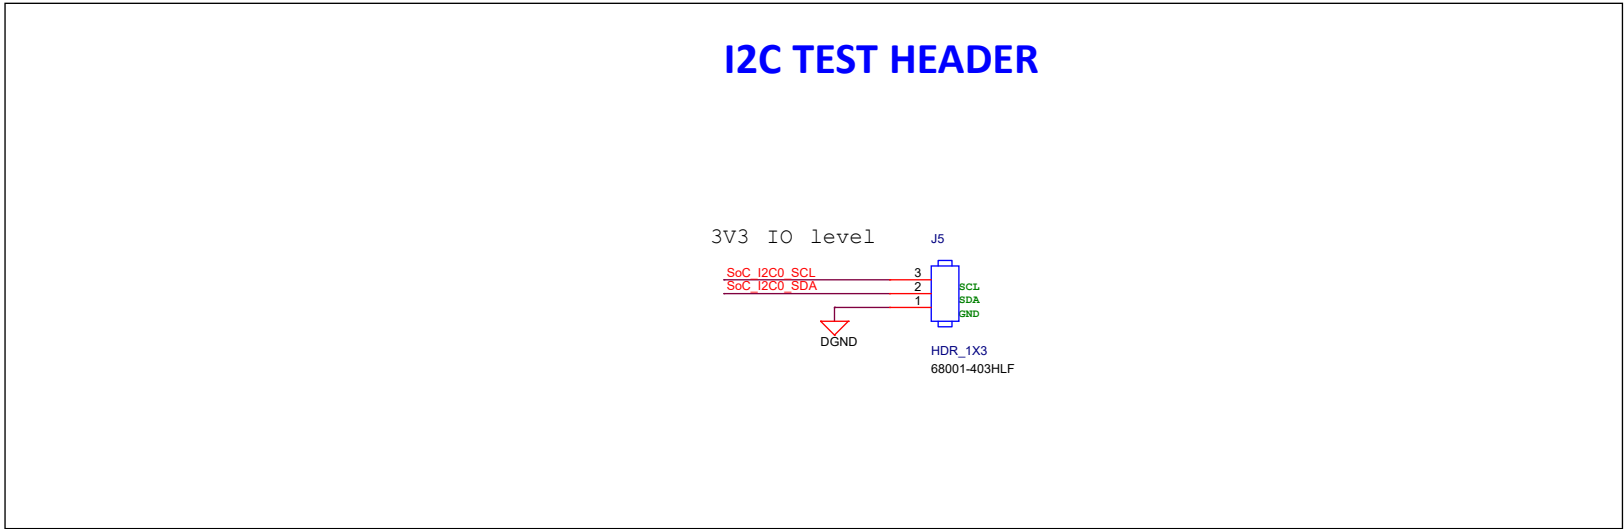 I2C TEST HEADER
3V3 IO level
J5
SoC_I2C0_SCL
3
SoC_I2C0_SDA
2
SCL
1
SDA
GND
DGND
HDR_1X3
68001-403HLF